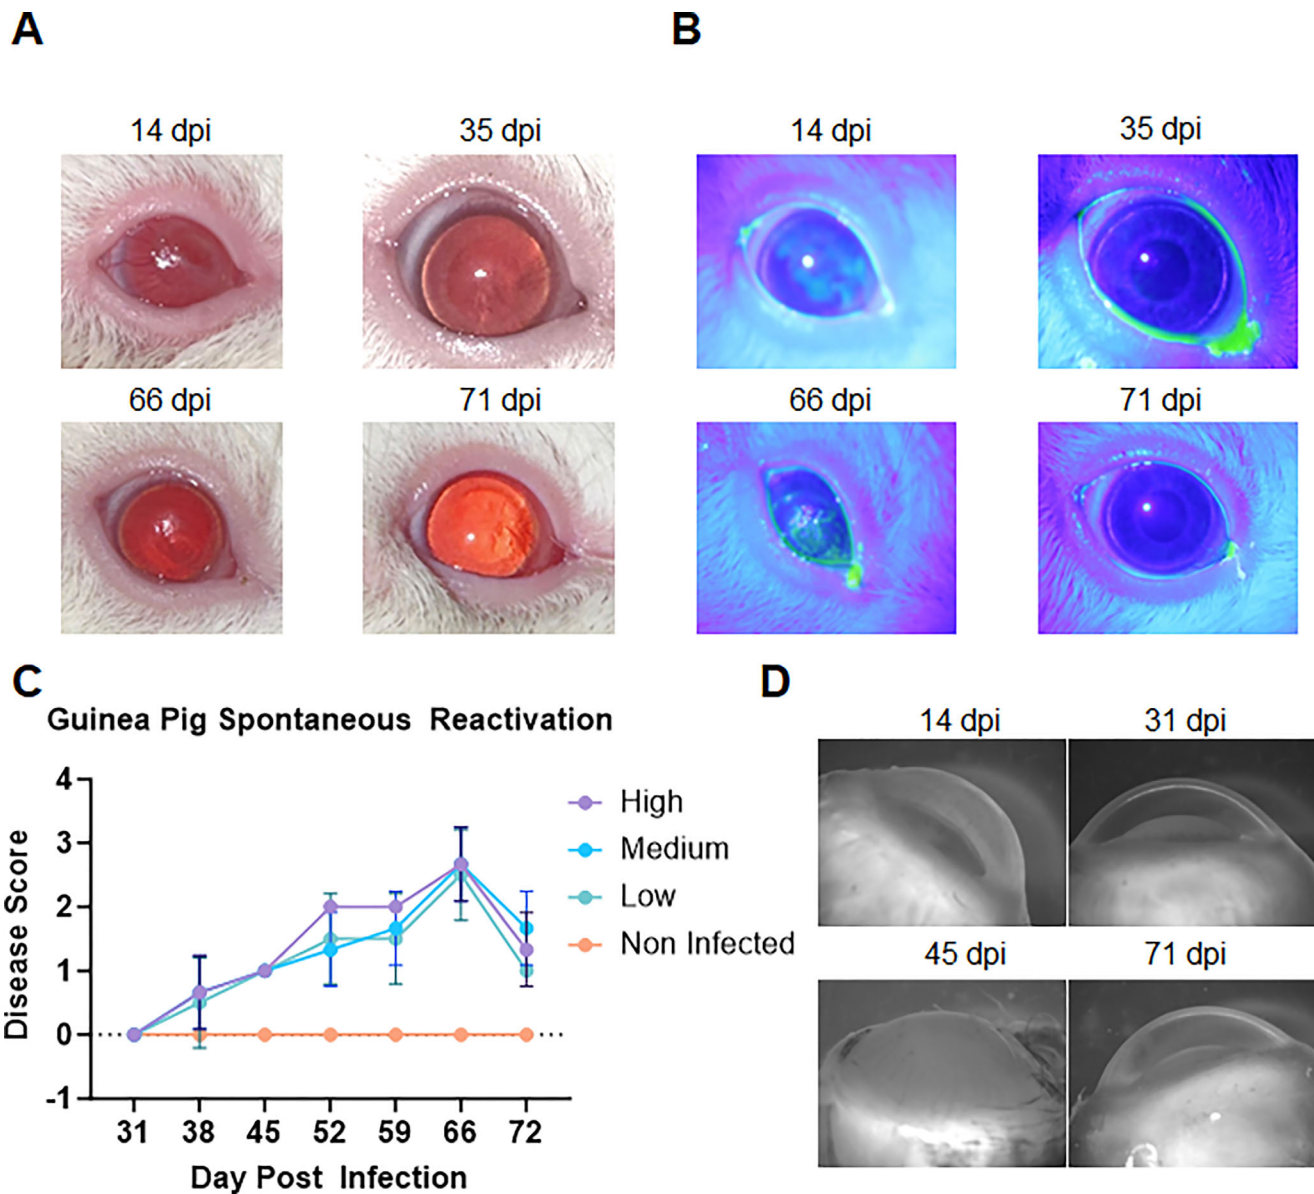 A
B
14 dpi
35 dpi
14 dpi
35 dpi
66 dpi
71 dpi
66 dpi
71 dpi
C
Guinea Pig Spontaneous Reactivation
4
3
2
1
0
-1
Disease Score
31 38 45 52 59 66 72
Day Post Infection
High
Medium
Low
Non Infected
D
14 dpi
31 dpi
45 dpi
71 dpi